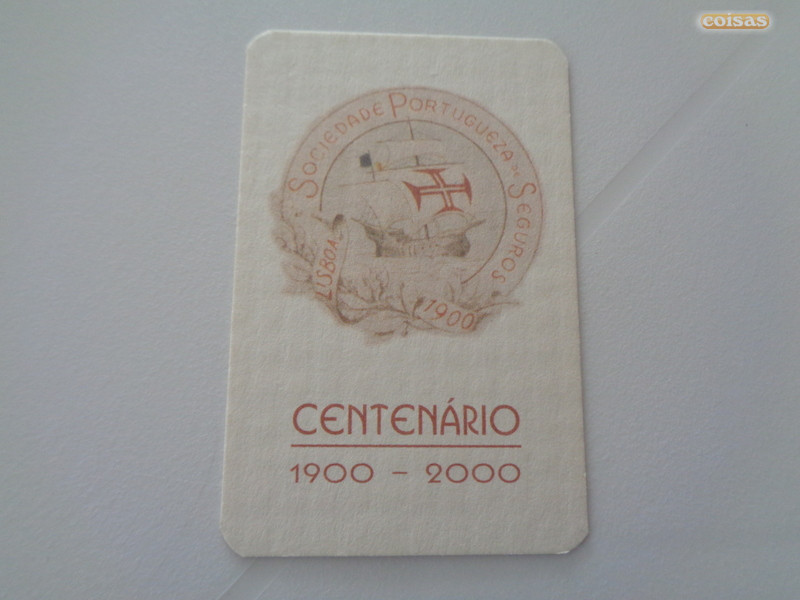 coisas
SOCIEDADE PORTUGUEZA DE SEGUROS
LISBOA
1900
CENTENÁRIO
1900 - 2000